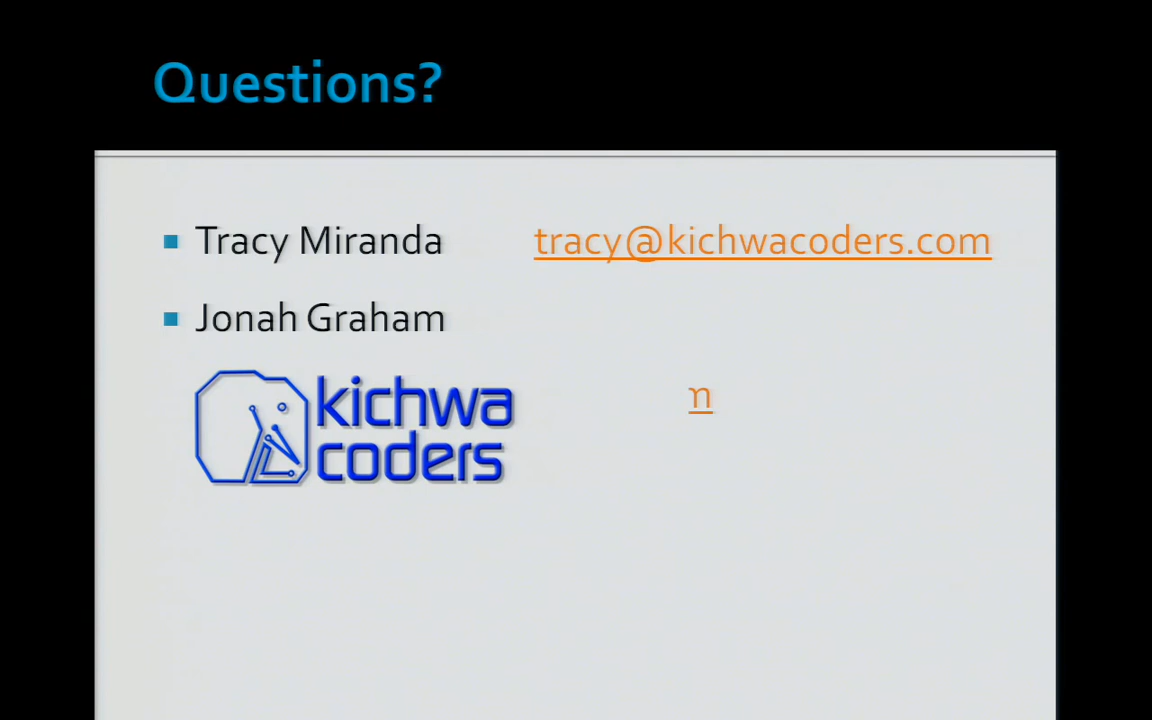 Questions?
Tracy Miranda tracy@kichwacoders.com
Jonah Graham
n
kichwa
coders